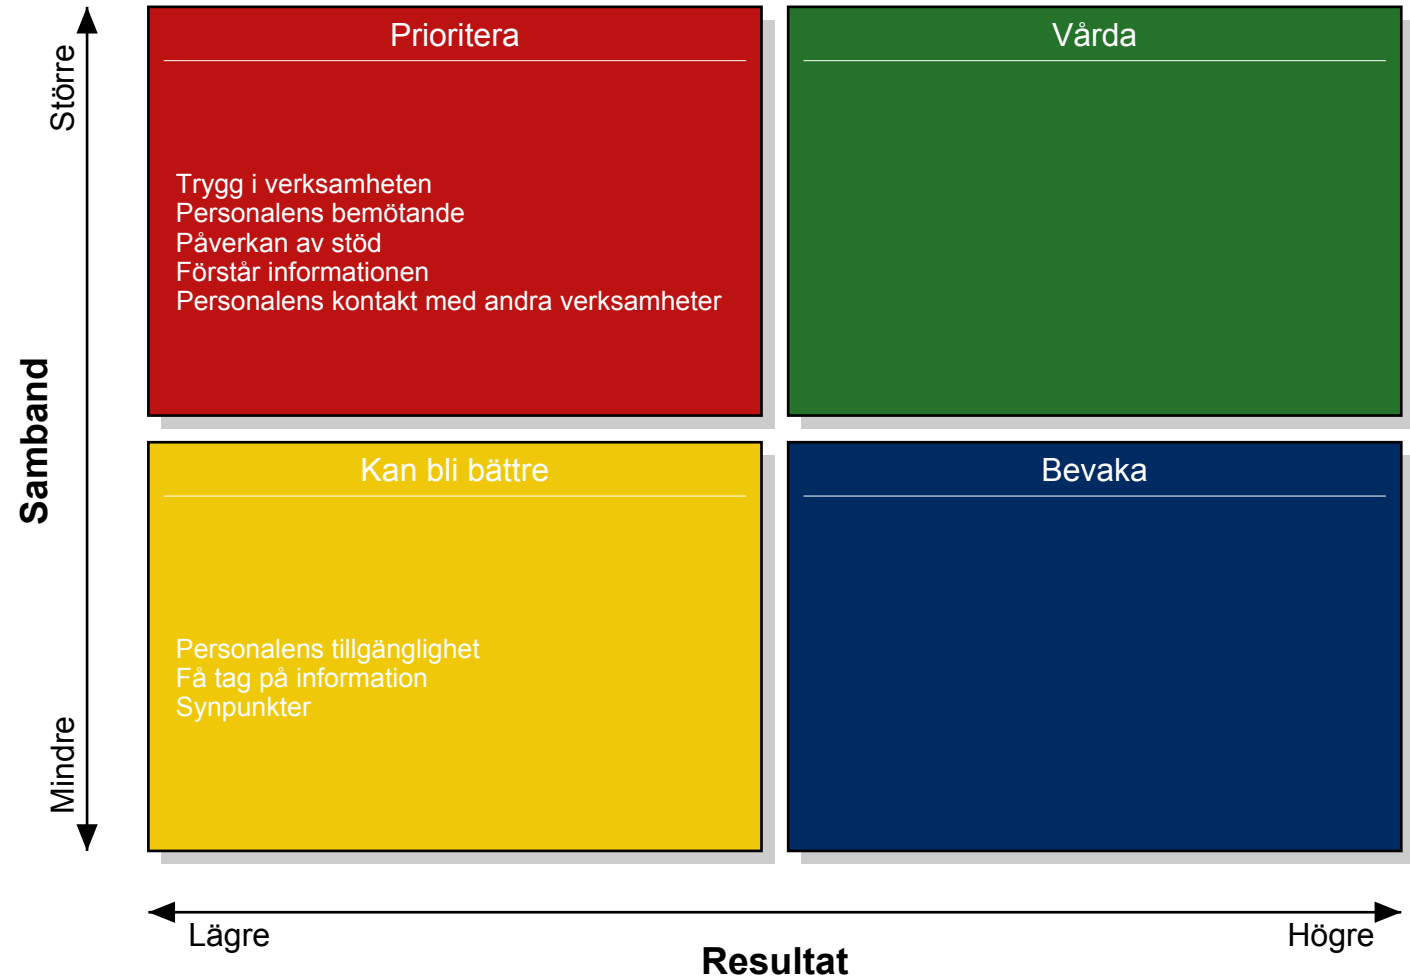 Större
Samband
Mindre
Prioritera
Trygg i verksamheten
Personalens bemötande
Påverkan av stöd
Förstår informationen
Personalens kontakt med andra verksamheter
Vårda
Kan bli bättre
Personalens tillgänglighet
Få tag på information
Synpunkter
Bevaka
Lägre
Resultat
Högre